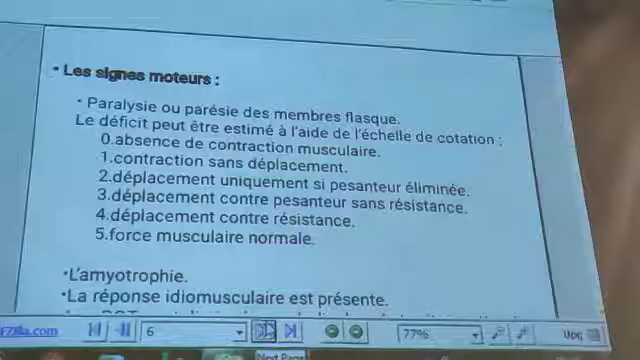 • Les signes moteurs :
• Paralysie ou parésie des membres flasque.
Le déficit peut être estimé à l'aide de l'échelle de cotation :
0.absence de contraction musculaire.
1.contraction sans déplacement.
2.déplacement uniquement si pesanteur éliminée.
3.déplacement contre pesanteur sans résistance.
4.déplacement contre résistance.
5.force musculaire normale.
•L'amyotrophie.
•La réponse idiomusculaire est présente.
6
77%
Upg
Next Page